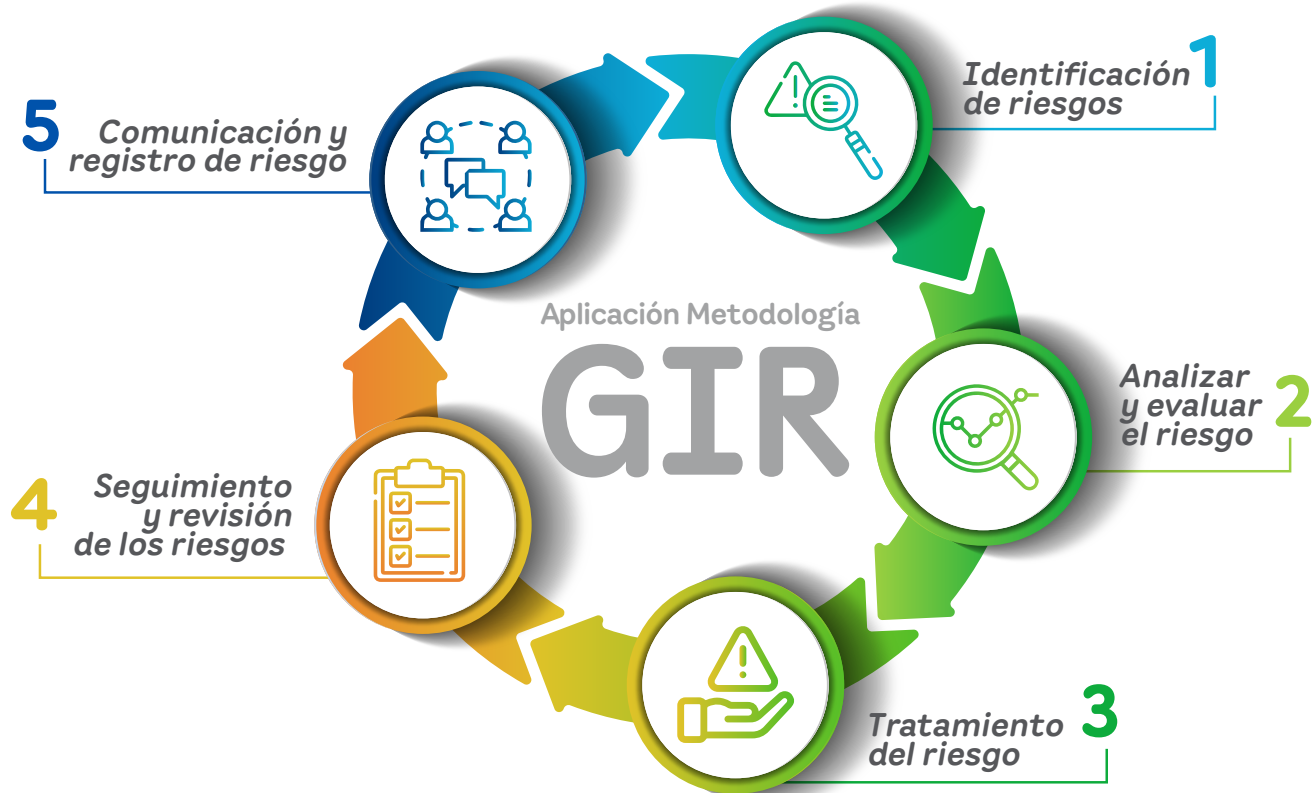 Aplicación Metodología
GIR
1
Identificación
de riesgos
2
Analizar
y evaluar
el riesgo
3
Tratamiento
del riesgo
4
Seguimiento
y revisión
de los riesgos
5
Comunicación y
registro de riesgo